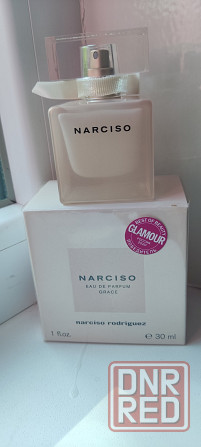 NARCISO
BEST OF BEAUTY
GLAMOUR
NARCISO
EAU DE PARFUM
GRACE
narciso rodriguez
1 fl.oz.
℮ 30 ml
DNR
RED